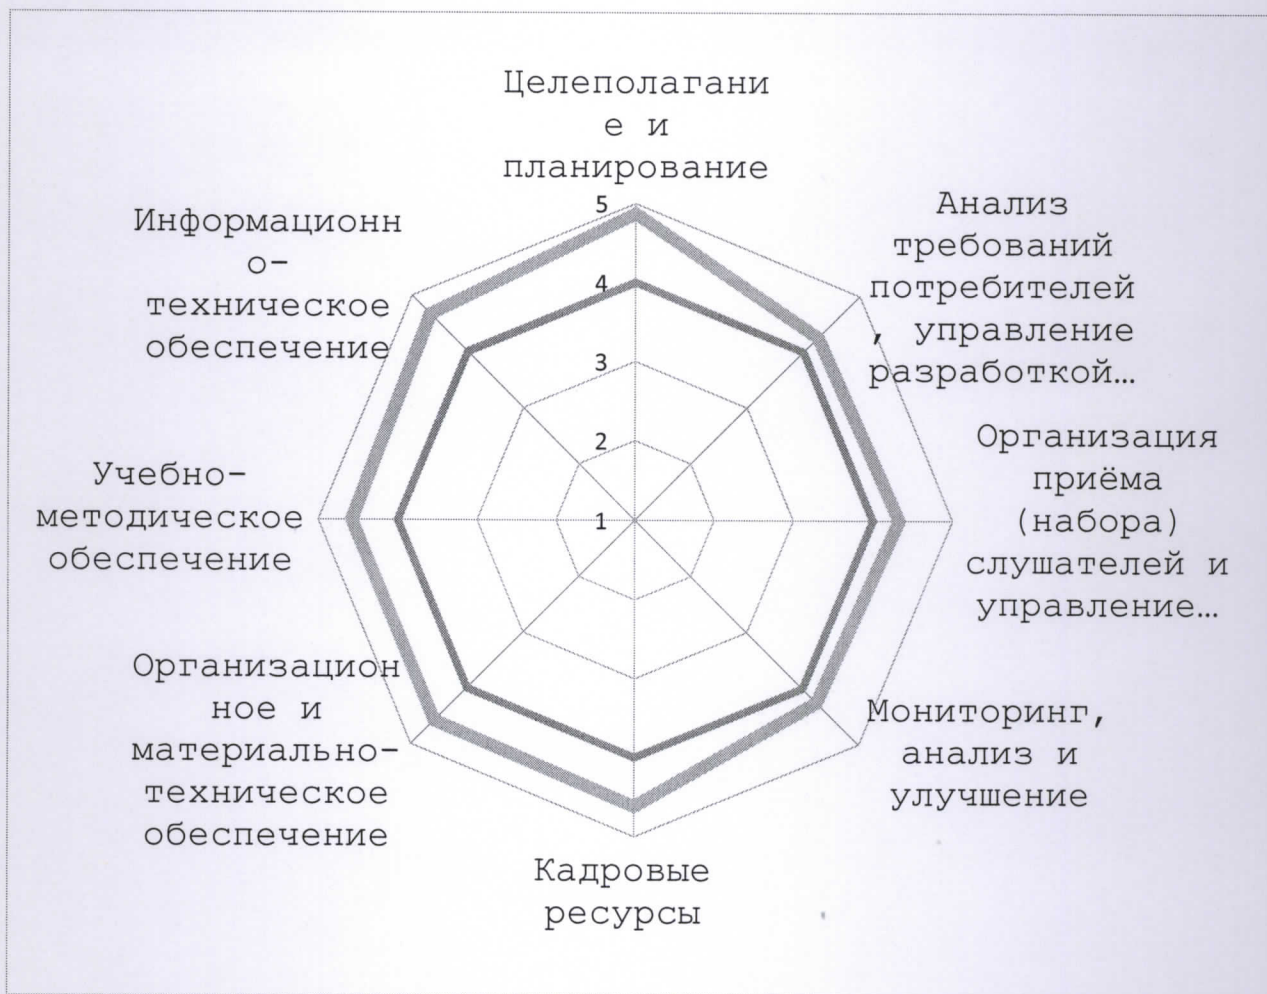 Целеполагани
е и
планирование
Анализ
требований
потребителей
, управление
разработкой…
Организация
приёма
(набора)
слушателей и
управление…
Мониторинг,
анализ и
улучшение
Кадровые
ресурсы
Организацион
ное и
материально-
техническое
обеспечение
Учебно-
методическое
обеспечение
Информационн
о-
техническое
обеспечение
5
4
3
2
1